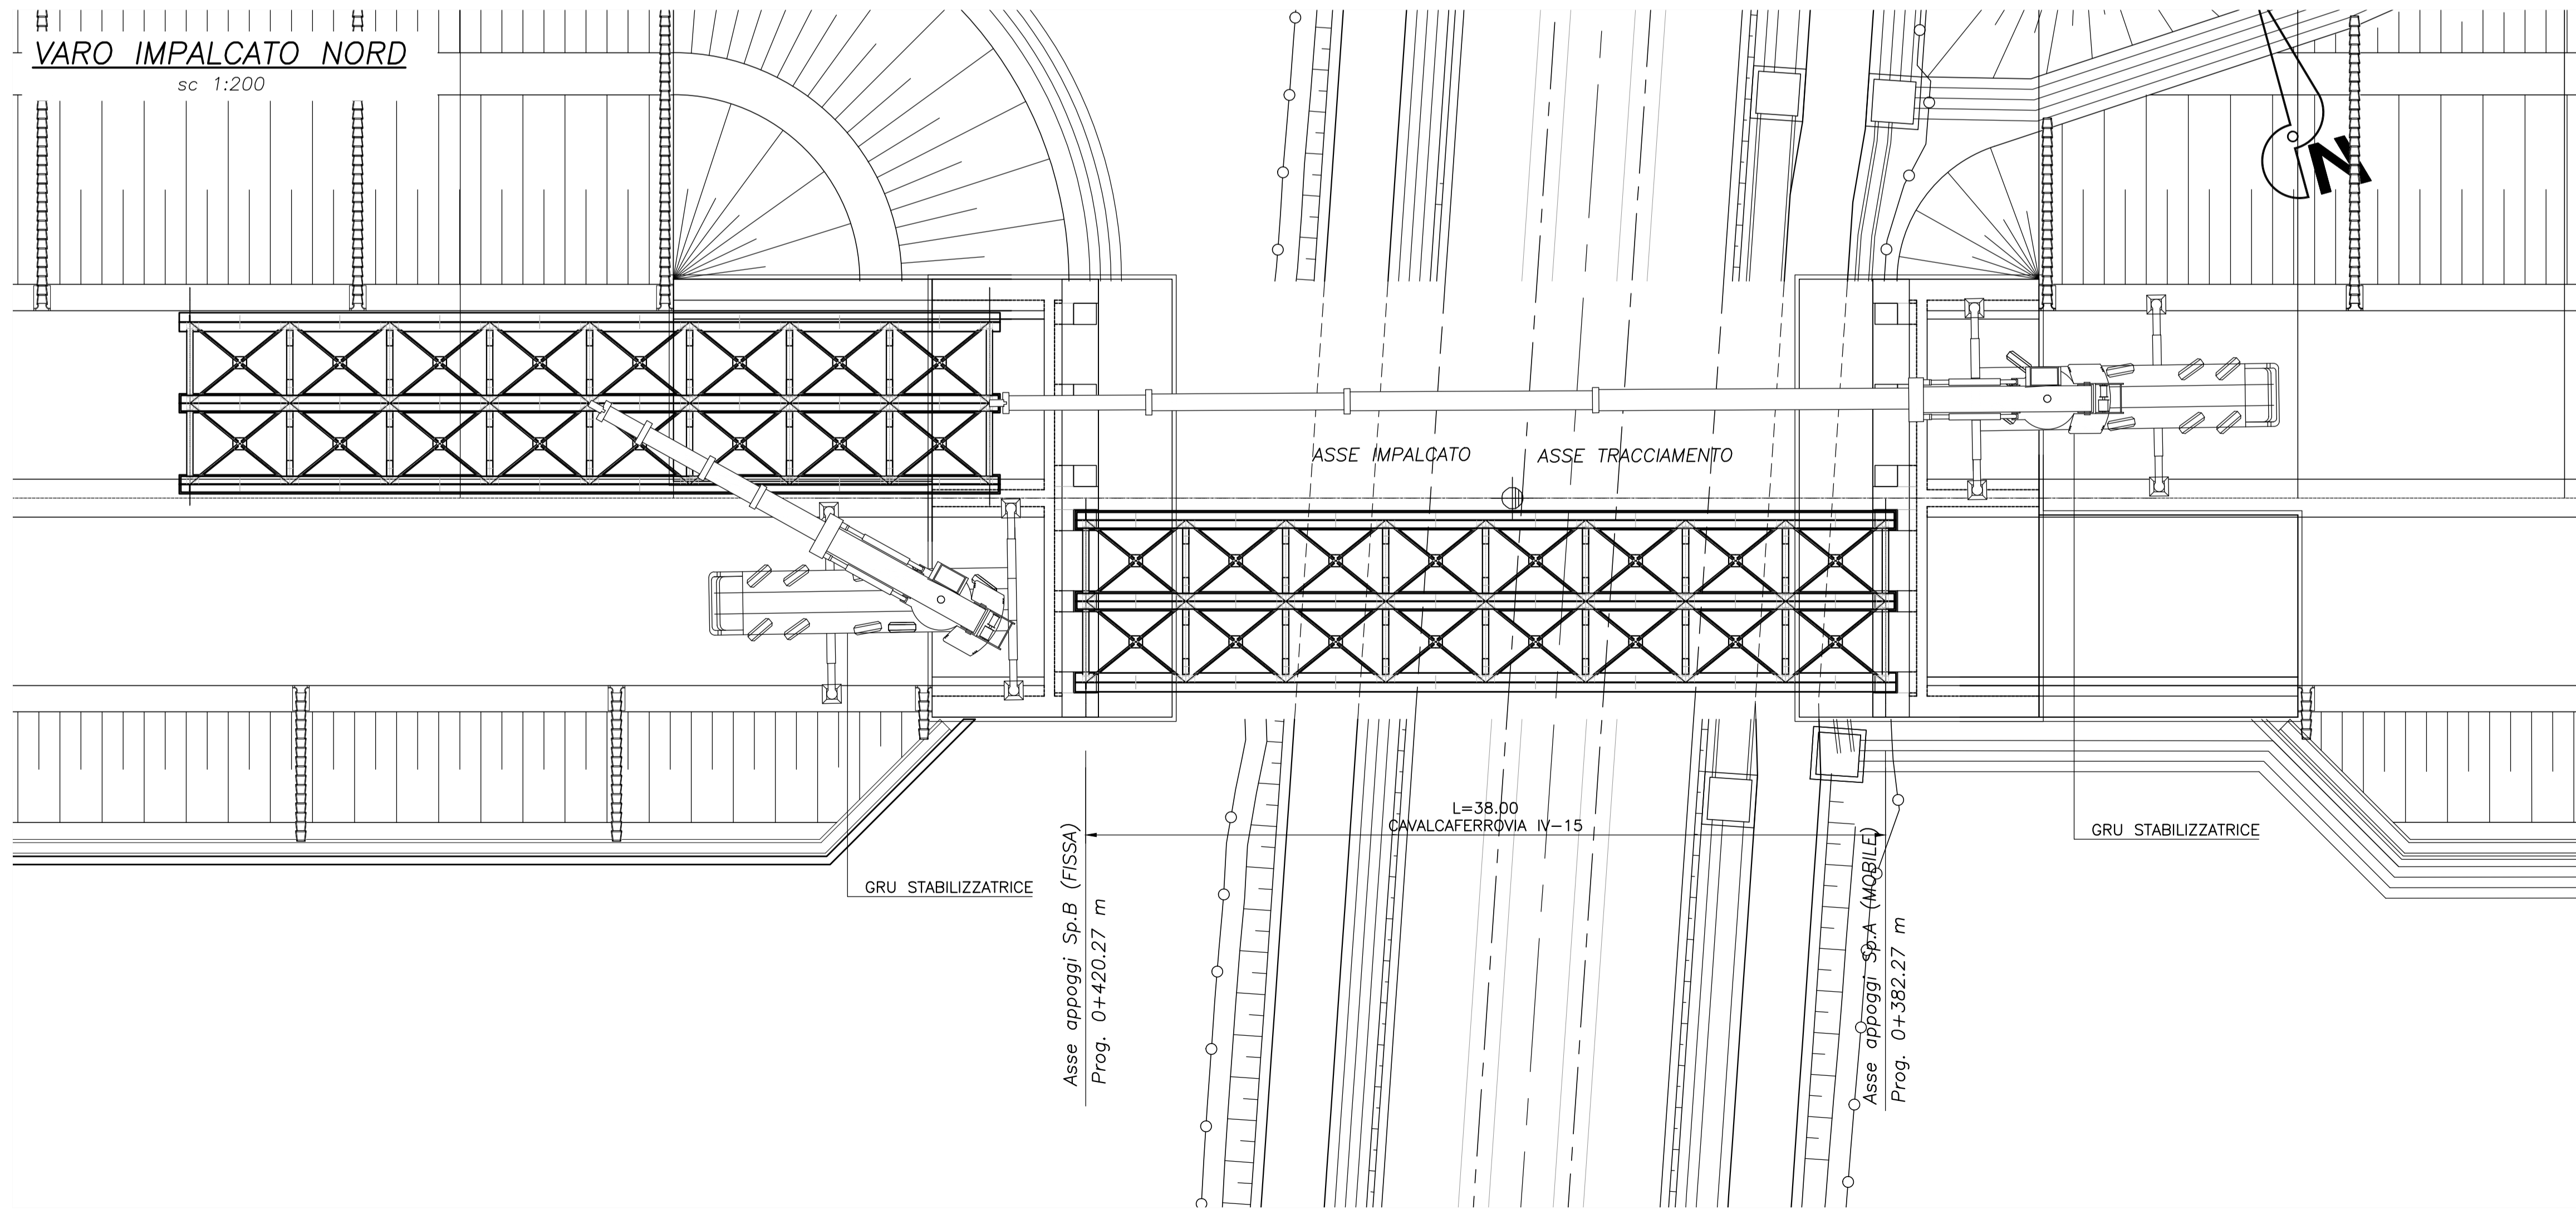 VARO IMPALCATO NORD
sc 1:200
N
ASSE IMPALCATO
ASSE TRACCIAMENTO
L=38.00
CAVALCAFERROVIA IV-15
GRU STABILIZZATRICE
GRU STABILIZZATRICE
Asse appoggi Sp.B (FISSA)
Prog. 0+420.27 m
Asse appoggi Sp.A (MOBILE)
Prog. 0+382.27 m